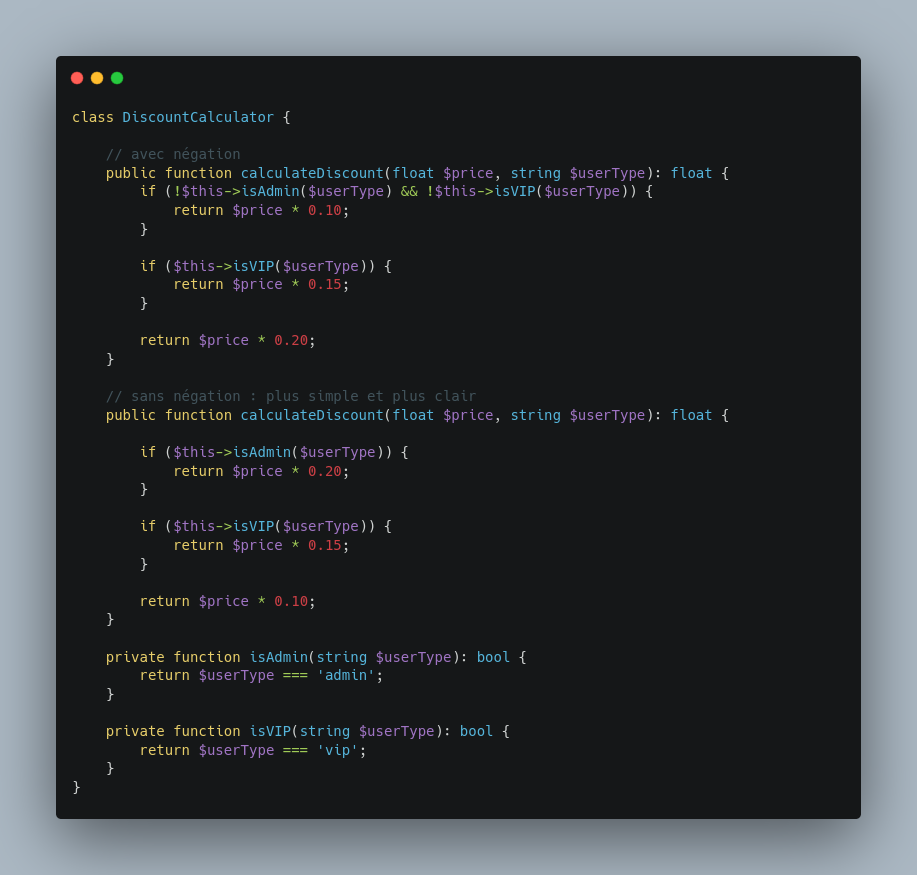 class DiscountCalculator {
// avec négation
public function calculateDiscount(float $price, string $userType): float {
if (!$this->isAdmin($userType) && !$this->isVIP($userType)) {
return $price * 0.10;
}
if ($this->isVIP($userType)) {
return $price * 0.15;
}
return $price * 0.20;
}
// sans négation : plus simple et plus clair
public function calculateDiscount(float $price, string $userType): float {
if ($this->isAdmin($userType)) {
return $price * 0.20;
}
if ($this->isVIP($userType)) {
return $price * 0.15;
}
return $price * 0.10;
}
private function isAdmin(string $userType): bool {
return $userType === 'admin';
}
private function isVIP(string $userType): bool {
return $userType === 'vip';
}
}